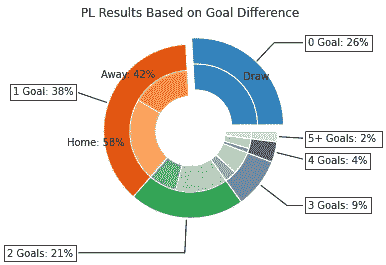 PL Results Based on Goal Difference
0 Goal: 26%
Away: 42%
Draw
1 Goal: 38%
5+ Goals: 2%
Home: 58%
4 Goals: 4%
3 Goals: 9%
2 Goals: 21%